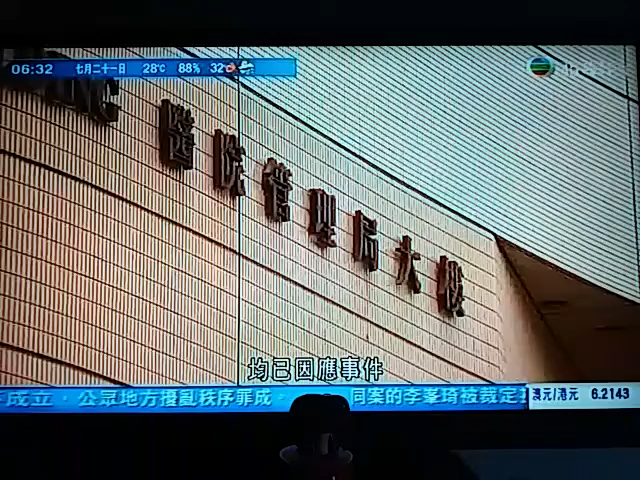 06:32 七月二十一日 28℃ 88% 32
醫院管理局大樓
均已因應事件
成立，公眾地方擾亂秩序罪成。 同案的李峯琦被裁定
澳元/港元 6.2143